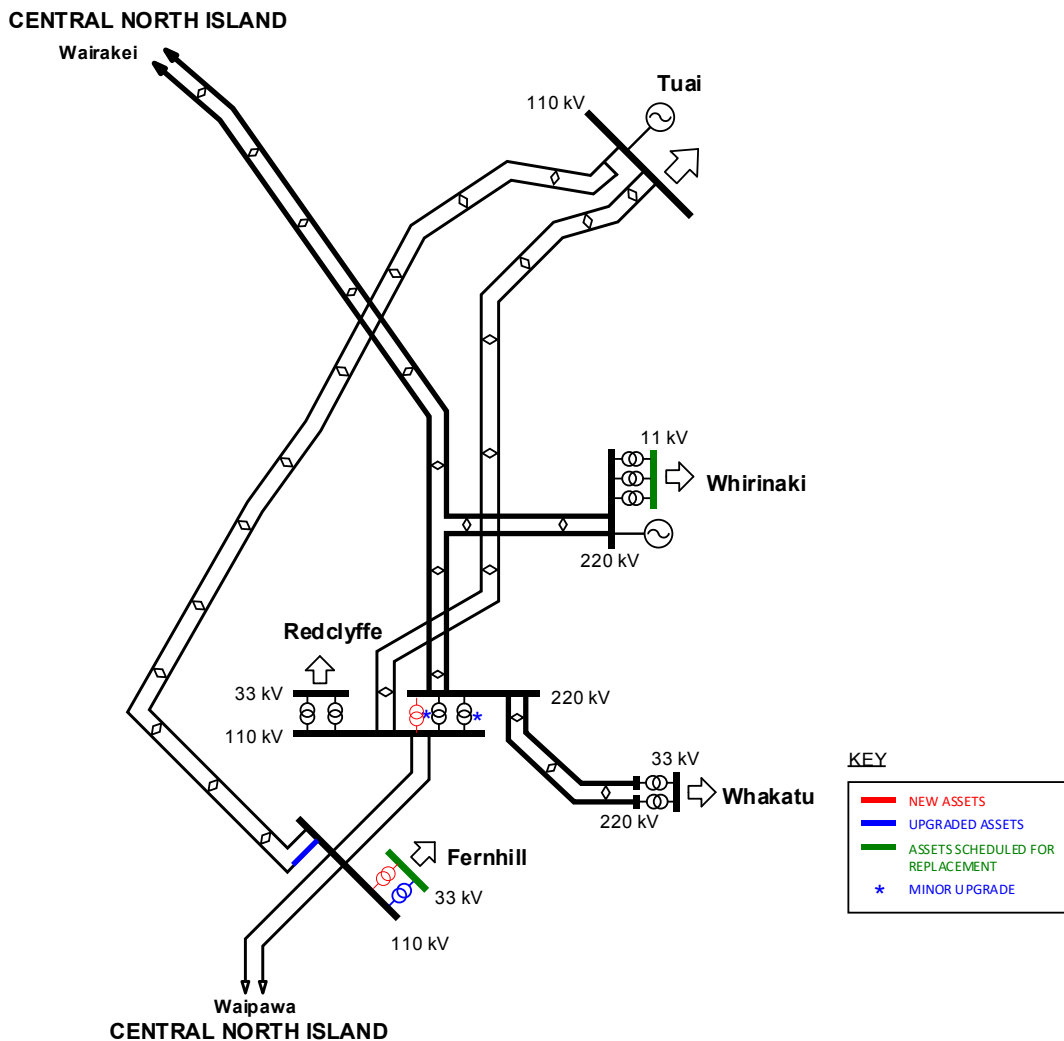 CENTRAL NORTH ISLAND
Wairakei
Tuai
110 kV
11 kV
Whirinaki
220 kV
Redclyffe
33 kV
220 kV
110 kV
33 kV
Whakatu
220 kV
Fernhill
33 kV
110 kV
Waipawa
CENTRAL NORTH ISLAND
KEY
NEW ASSETS
UPGRADED ASSETS
ASSETS SCHEDULED FOR
REPLACEMENT
* MINOR UPGRADE